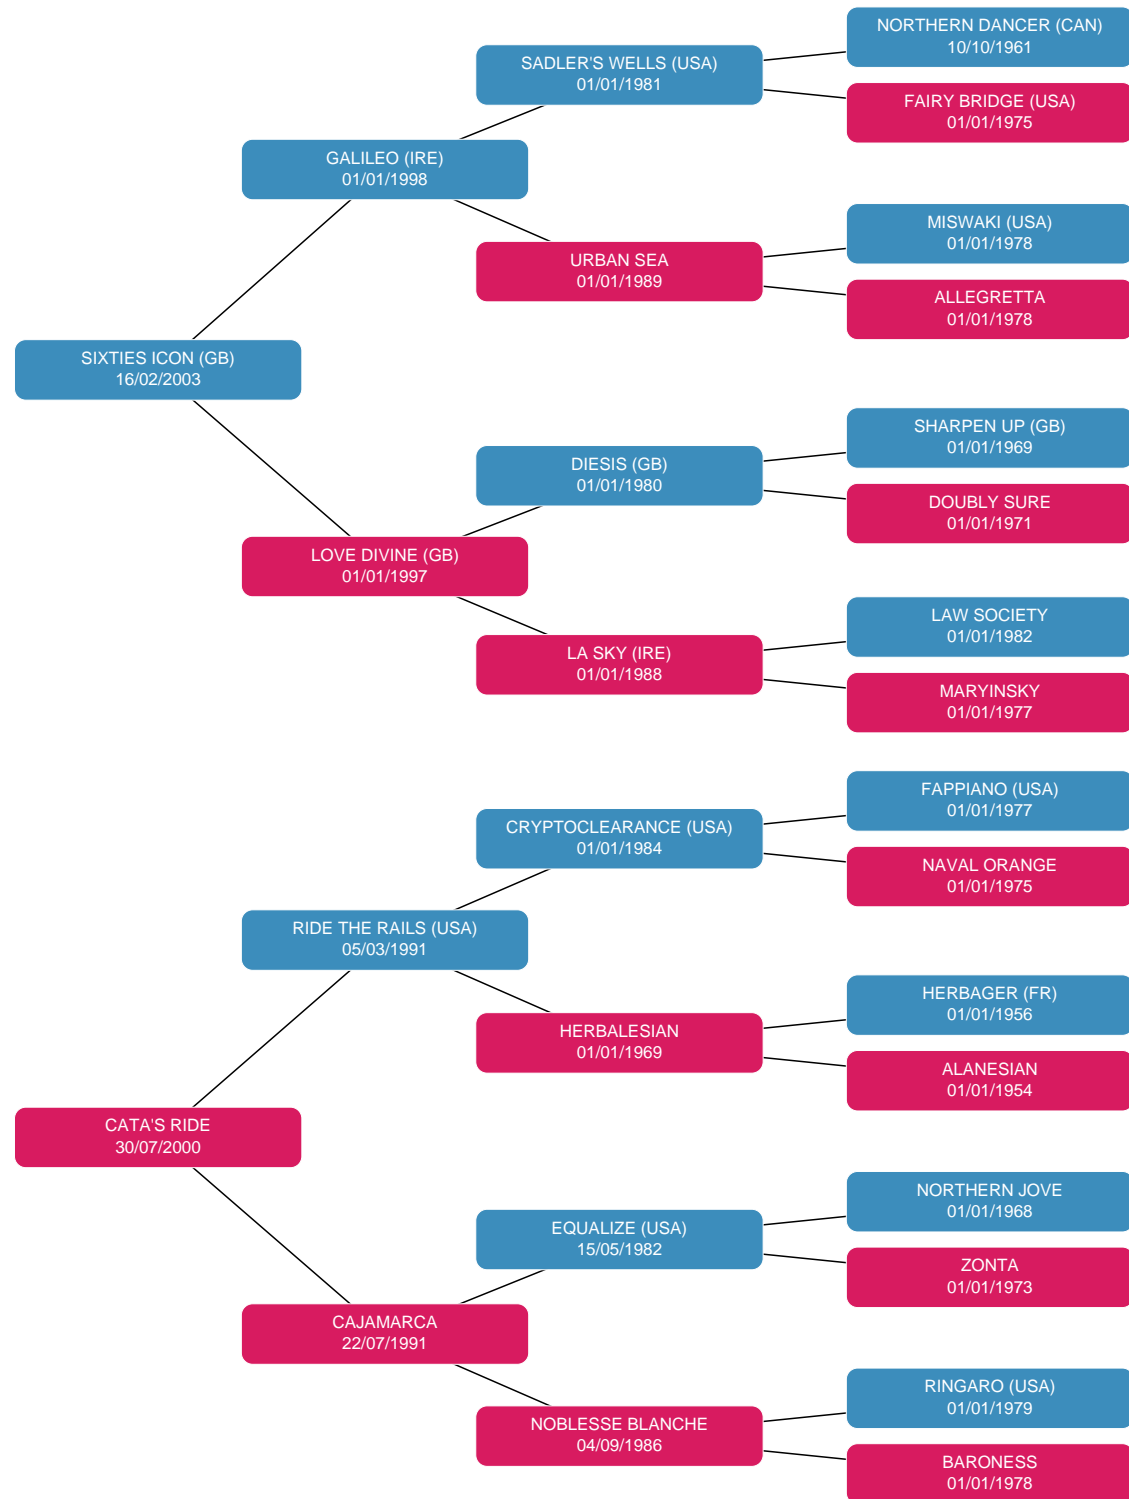 NORTHERN DANCER (CAN)
10/10/1961
SADLER'S WELLS (USA)
01/01/1981
FAIRY BRIDGE (USA)
01/01/1975
GALILEO (IRE)
01/01/1998
MISWAKI (USA)
01/01/1978
URBAN SEA
01/01/1989
ALLEGRETTA
01/01/1978
SIXTIES ICON (GB)
16/02/2003
SHARPEN UP (GB)
01/01/1969
DIESIS (GB)
01/01/1980
DOUBLY SURE
01/01/1971
LOVE DIVINE (GB)
01/01/1997
LAW SOCIETY
01/01/1982
LA SKY (IRE)
01/01/1988
MARYINSKY
01/01/1977
FAPPIANO (USA)
01/01/1977
CRYPTOCLEARANCE (USA)
01/01/1984
NAVAL ORANGE
01/01/1975
RIDE THE RAILS (USA)
05/03/1991
HERBAGER (FR)
01/01/1956
HERBALESIAN
01/01/1969
ALANESIAN
01/01/1954
CATA'S RIDE
30/07/2000
NORTHERN JOVE
01/01/1968
EQUALIZE (USA)
15/05/1982
ZONTA
01/01/1973
CAJAMARCA
22/07/1991
RINGARO (USA)
01/01/1979
NOBLESSE BLANCHE
04/09/1986
BARONESS
01/01/1978